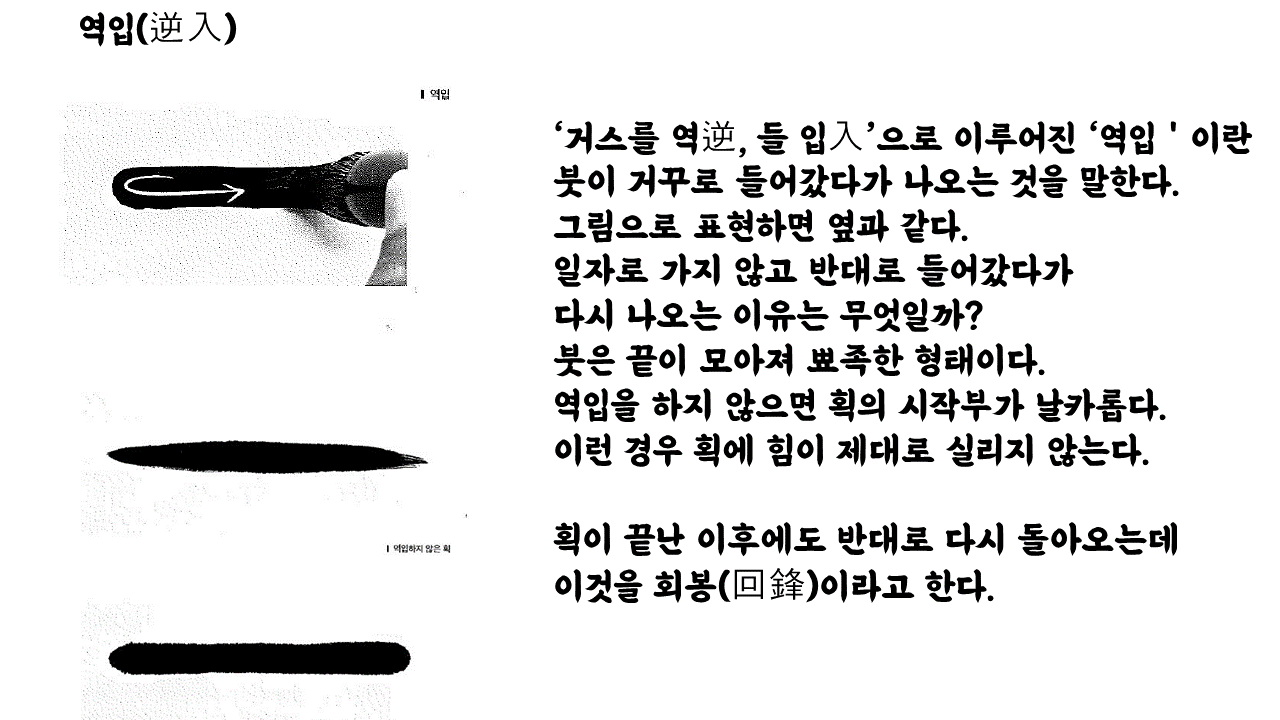 역입(逆入)
역입
‘거스를 역逆, 들 입入’으로 이루어진 ‘역입 ' 이란
붓이 거꾸로 들어갔다가 나오는 것을 말한다.
그림으로 표현하면 옆과 같다.
일자로 가지 않고 반대로 들어갔다가
다시 나오는 이유는 무엇일까?
붓은 끝이 모아져 뾰족한 형태이다.
역입을 하지 않으면 획의 시작부가 날카롭다.
이런 경우 획에 힘이 제대로 실리지 않는다.
역입하지 않은 획
획이 끝난 이후에도 반대로 다시 돌아오는데
이것을 회봉(回鋒)이라고 한다.